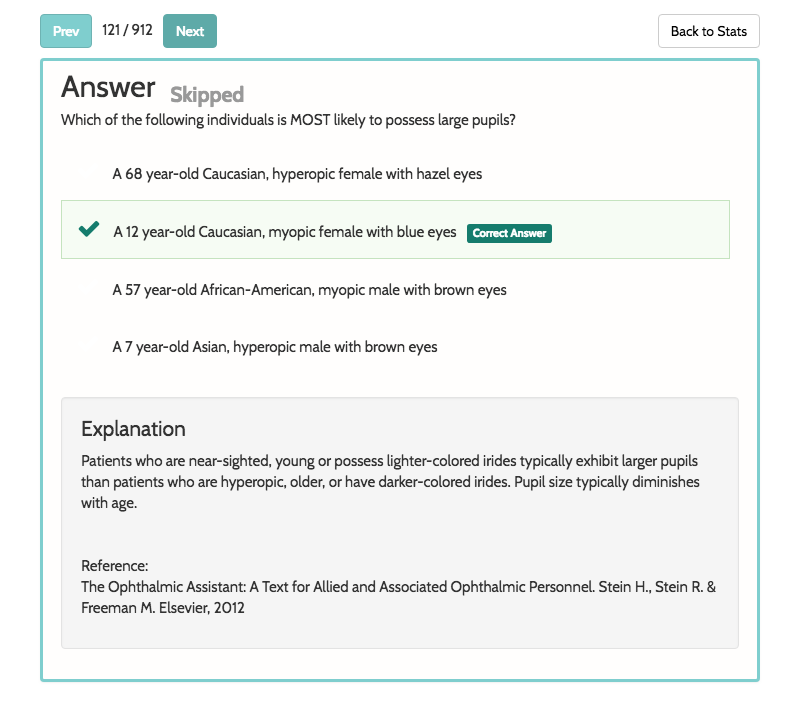 Prev 121 / 912 Next Back to Stats
Answer Skipped
Which of the following individuals is MOST likely to possess large pupils?
A 68 year-old Caucasian, hyperopic female with hazel eyes
A 12 year-old Caucasian, myopic female with blue eyes Correct Answer
A 57 year-old African-American, myopic male with brown eyes
A 7 year-old Asian, hyperopic male with brown eyes
Explanation
Patients who are near-sighted, young or possess lighter-colored irides typically exhibit larger pupils
than patients who are hyperopic, older, or have darker-colored irides. Pupil size typically diminishes
with age.
Reference:
The Ophthalmic Assistant: A Text for Allied and Associated Ophthalmic Personnel. Stein H., Stein R. &
Freeman M. Elsevier, 2012